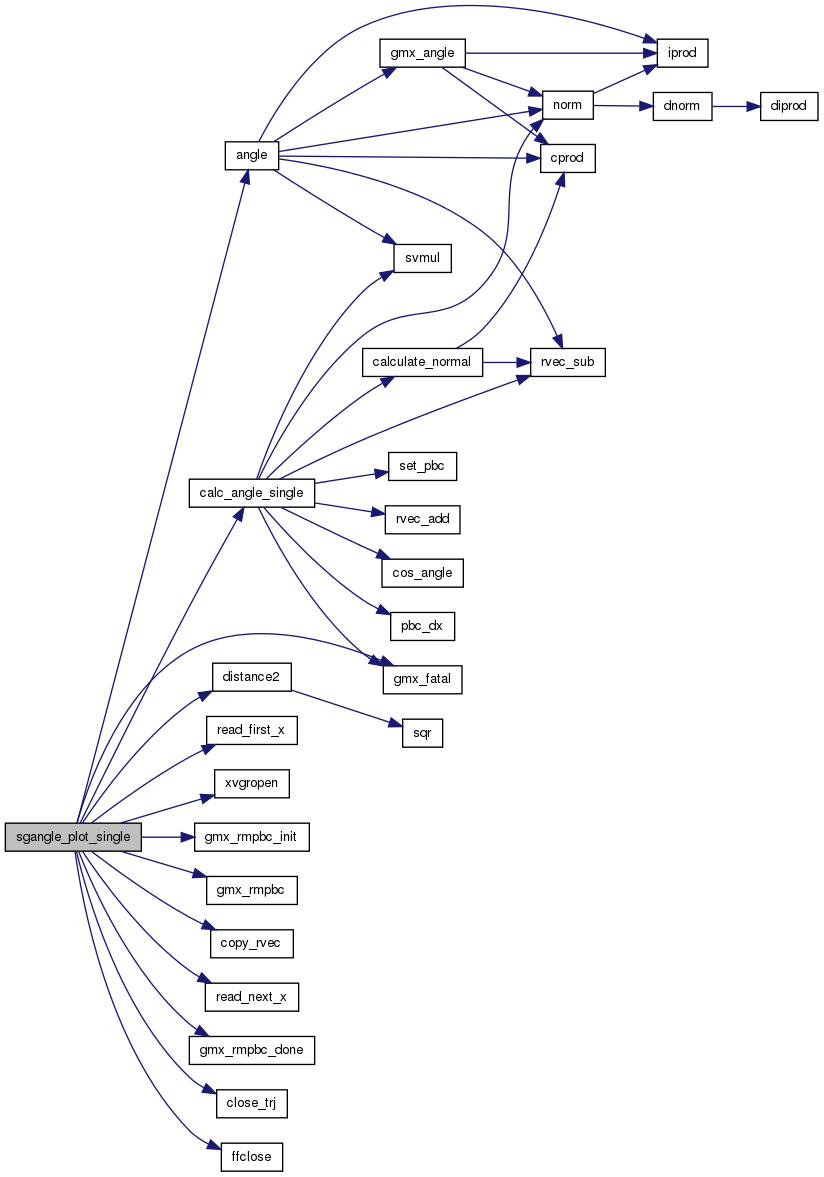 gmx_angle
iprod
norm
dnorm
diprod
angle
cprod
svmul
calculate_normal
rvec_sub
set_pbc
calc_angle_single
rvec_add
cos_angle
pbc_dx
distance2
gmx_fatal
read_first_x
sqr
xvgropen
sgangle_plot_single
gmx_rmpbc_init
gmx_rmpbc
copy_rvec
read_next_x
gmx_rmpbc_done
close_trj
ffclose